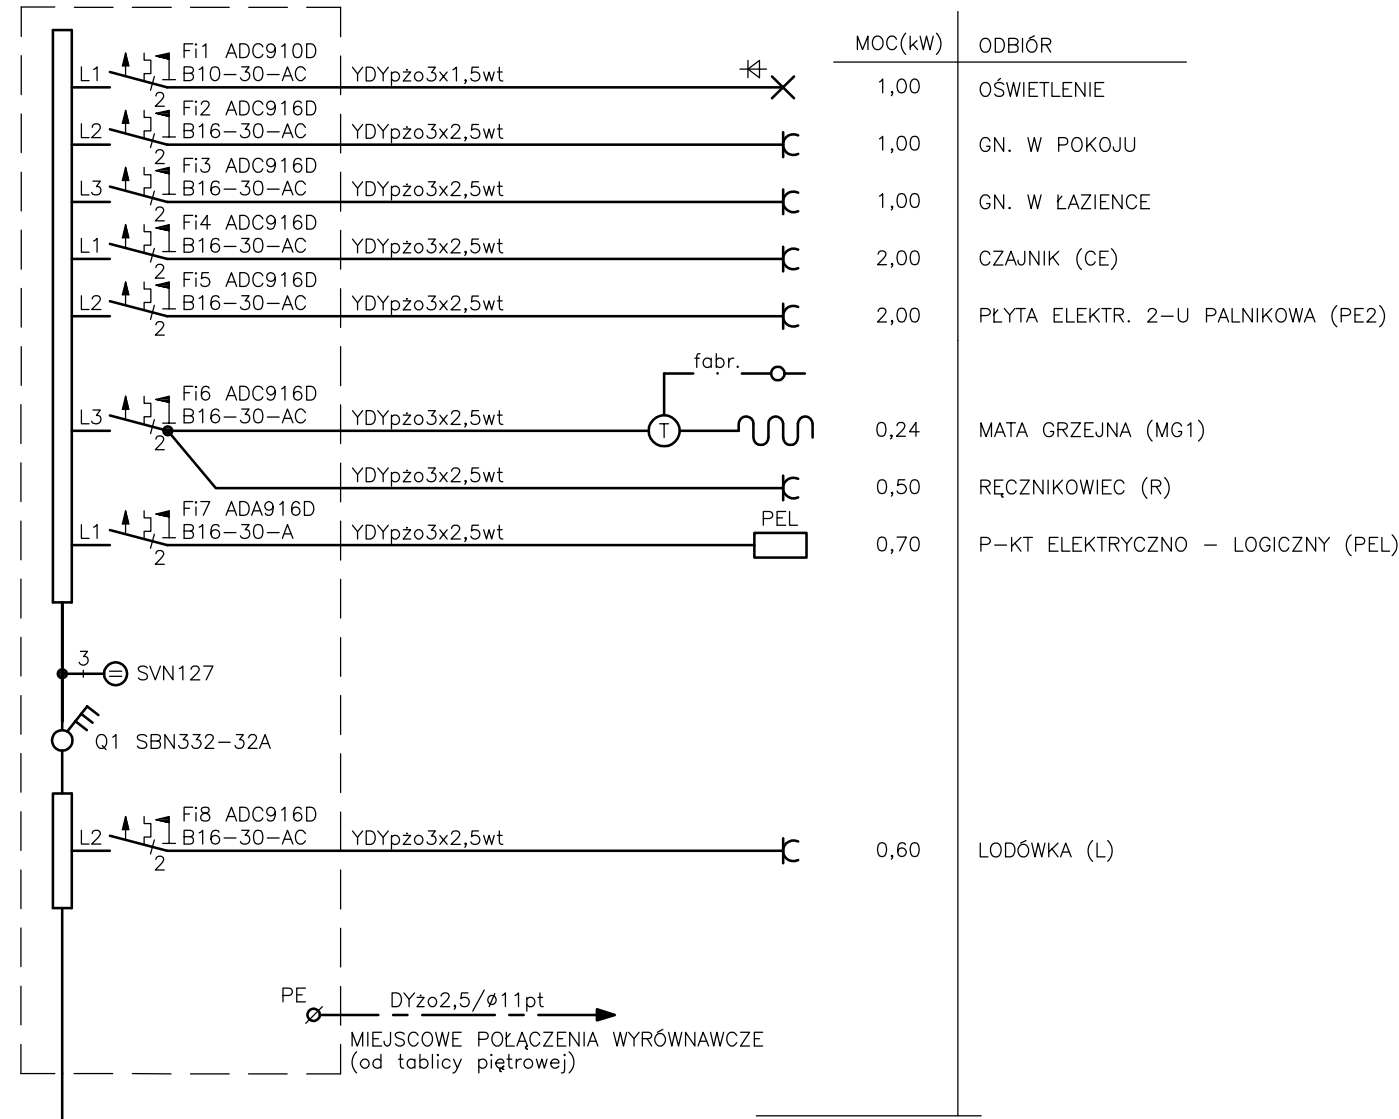 MOC(kW) ODBIÓR
Fi1 ADC910D
L1 B10-30-AC YDYpżo3x1,5wt 1,00 OŚWIETLENIE
2
Fi2 ADC916D
L2 B16-30-AC YDYpżo3x2,5wt 1,00 GN. W POKOJU
2
Fi3 ADC916D
L3 B16-30-AC YDYpżo3x2,5wt 1,00 GN. W ŁAZIENCE
2
Fi4 ADC916D
L1 B16-30-AC YDYpżo3x2,5wt 2,00 CZAJNIK (CE)
2
Fi5 ADC916D
L2 B16-30-AC YDYpżo3x2,5wt 2,00 PŁYTA ELEKTR. 2-U PALNIKOWA (PE2)
2
fabr.
Fi6 ADC916D
L3 B16-30-AC YDYpżo3x2,5wt T 0,24 MATA GRZEJNA (MG1)
2
YDYpżo3x2,5wt 0,50 RĘCZNIKOWIEC (R)
Fi7 ADA916D PEL
L1 B16-30-A YDYpżo3x2,5wt 0,70 P-KT ELEKTRYCZNO - LOGICZNY (PEL)
2
3 SVN127
Q1 SBN332-32A
Fi8 ADC916D
L2 B16-30-AC YDYpżo3x2,5wt 0,60 LODÓWKA (L)
2
PE DYżo2,5/ø11pt
MIEJSCOWE POŁĄCZENIA WYRÓWNAWCZE
(od tablicy piętrowej)